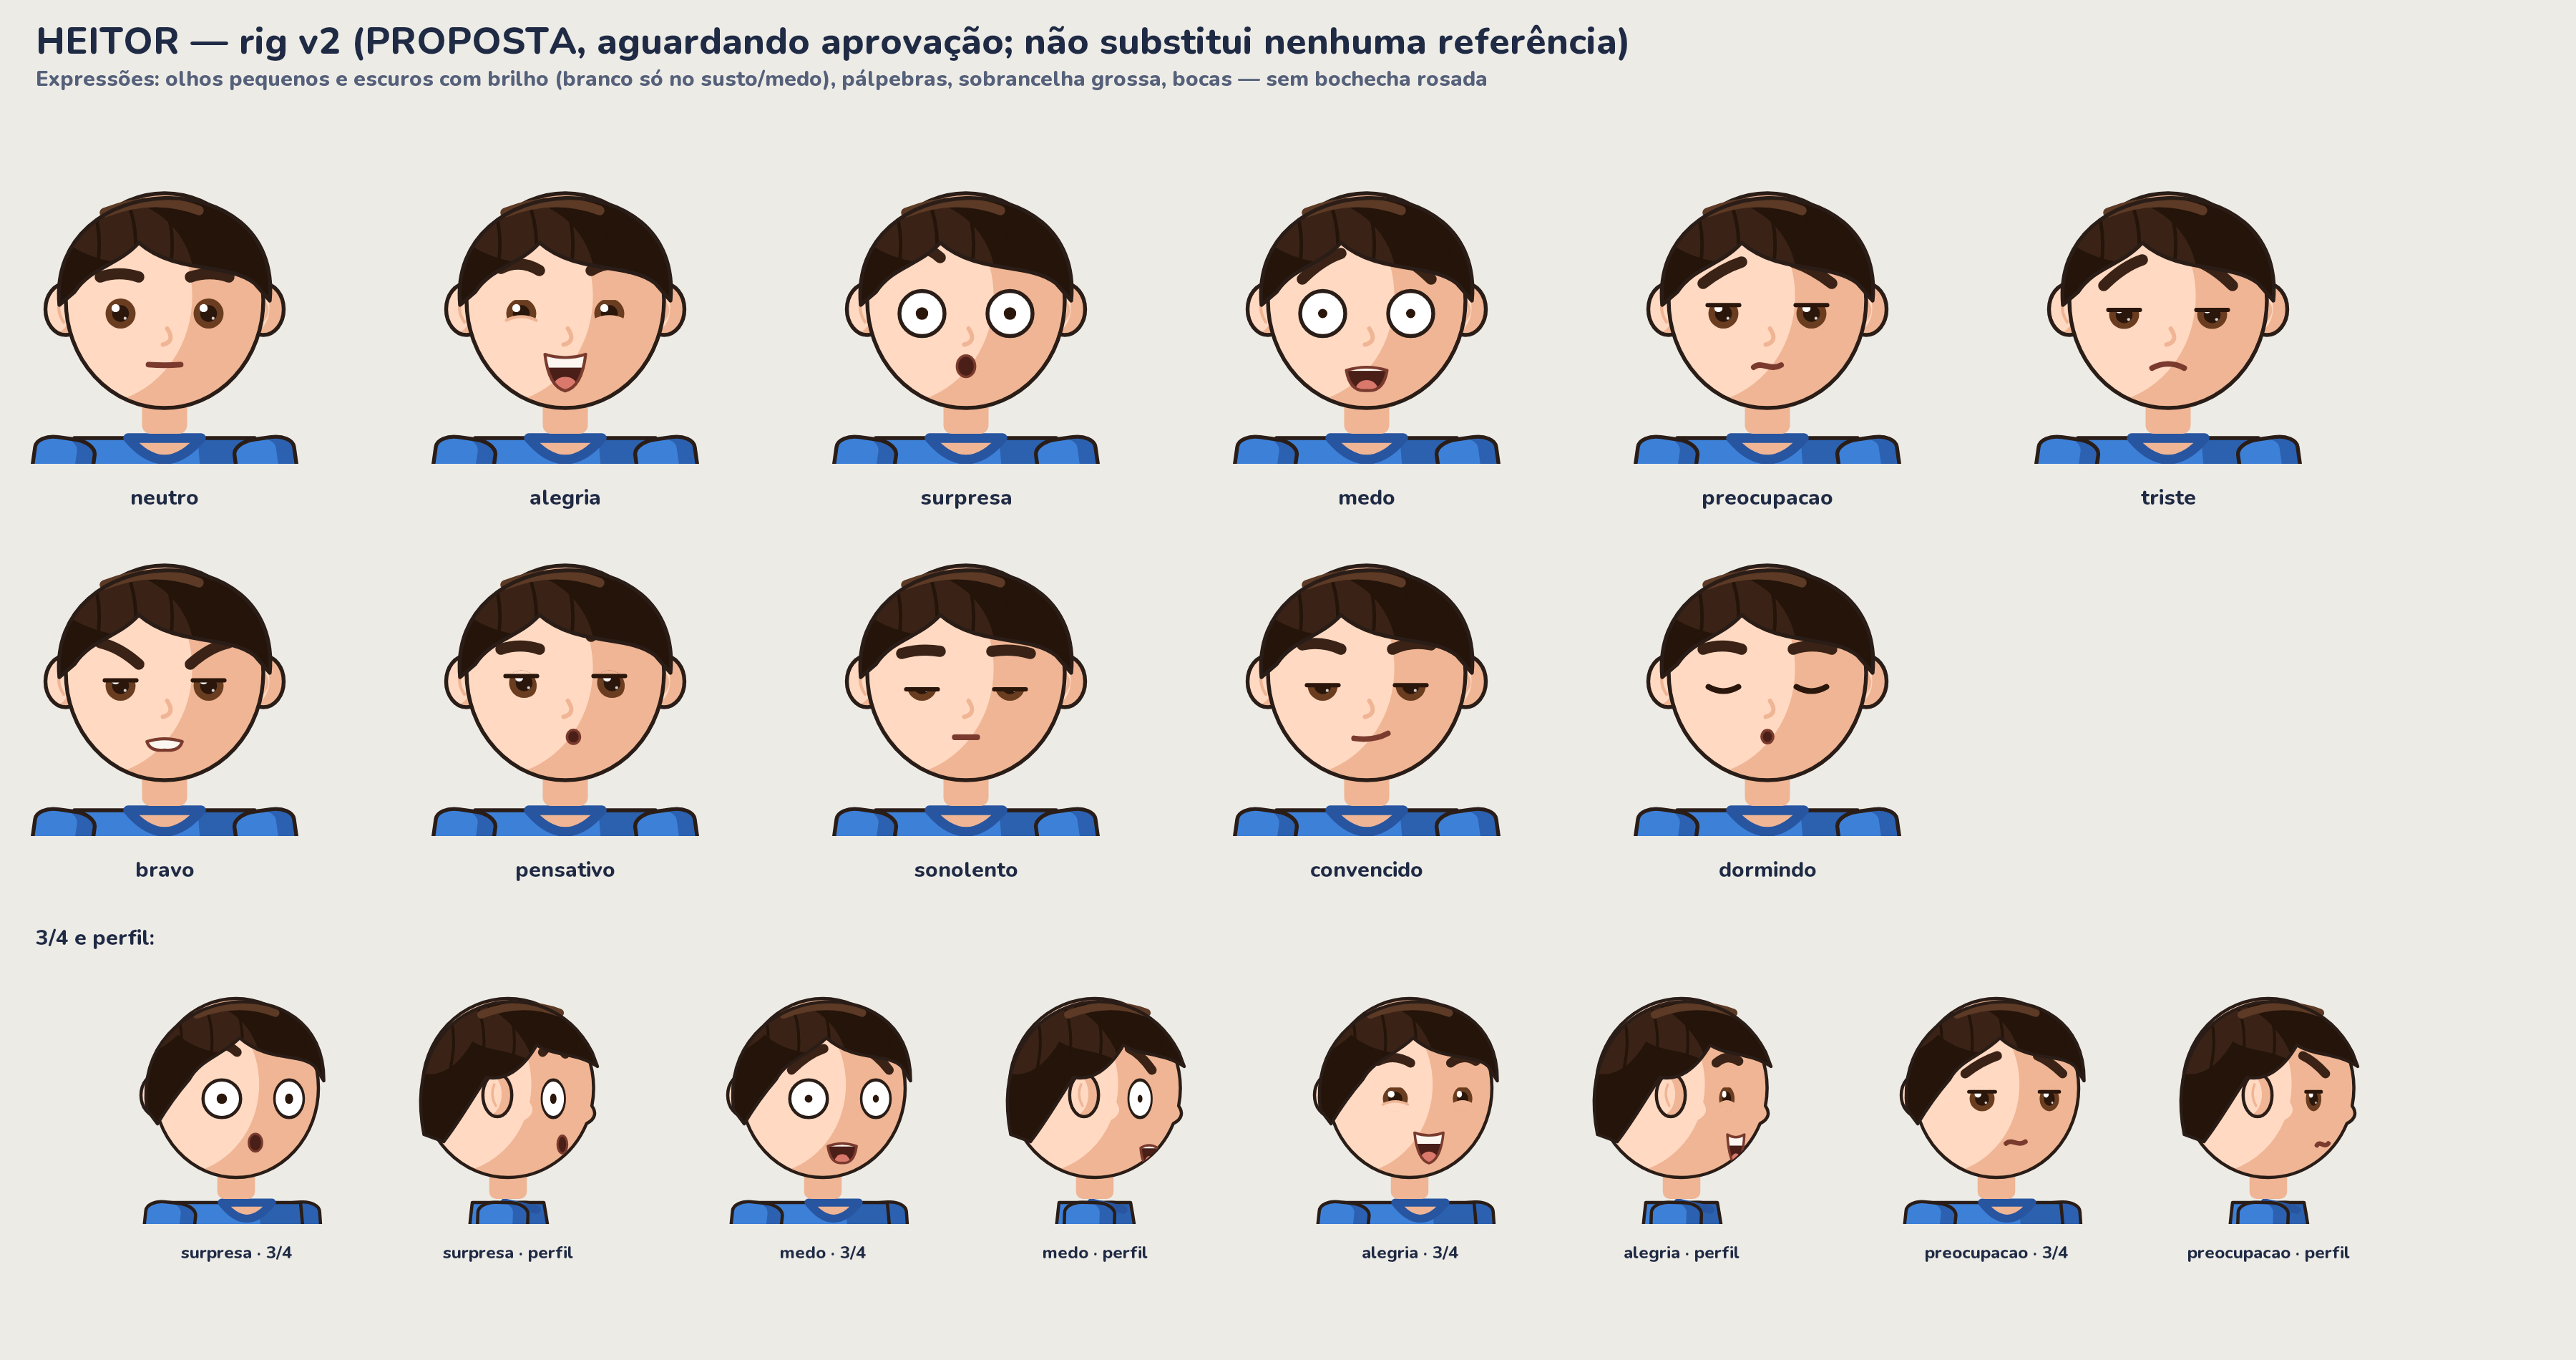 HEITOR — rig v2 (PROPOSTA, aguardando aprovação; não substitui nenhuma referência)
Expressões: olhos pequenos e escuros com brilho (branco só no susto/medo), pálpebras, sobrancelha grossa, bocas — sem bochecha rosada
neutro
alegria
surpresa
medo
preocupacao
triste
bravo
pensativo
sonolento
convencido
dormindo
3/4 e perfil:
surpresa · 3/4
surpresa · perfil
medo · 3/4
medo · perfil
alegria · 3/4
alegria · perfil
preocupacao · 3/4
preocupacao · perfil